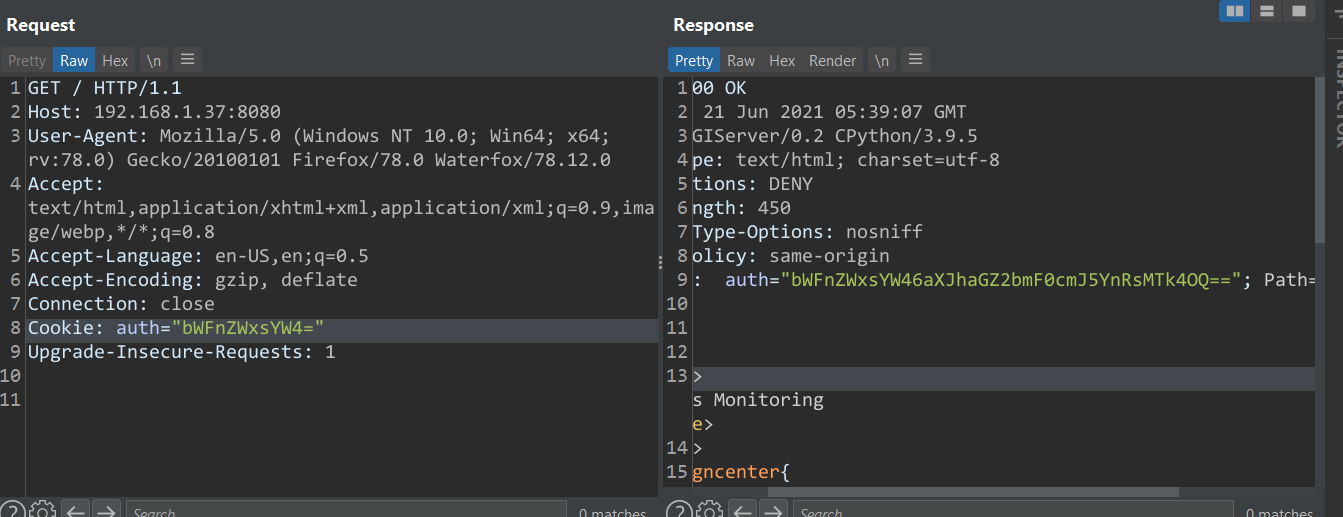 Request
Response
Pretty Raw Hex \n
Pretty Raw Hex Render \n
INSPECTOR
1 GET / HTTP/1.1
2 Host: 192.168.1.37:8080
3 User-Agent: Mozilla/5.0 (Windows NT 10.0; Win64; x64;
rv:78.0) Gecko/20100101 Firefox/78.0 Waterfox/78.12.0
4 Accept:
text/html,application/xhtml+xml,application/xml;q=0.9,ima
ge/webp,*/*;q=0.8
5 Accept-Language: en-US,en;q=0.5
6 Accept-Encoding: gzip, deflate
7 Connection: close
8 Cookie: auth="bWFnZWxsYW4="
9 Upgrade-Insecure-Requests: 1
10
11
1 00 OK
2 21 Jun 2021 05:39:07 GMT
3 GIServer/0.2 CPython/3.9.5
4 pe: text/html; charset=utf-8
5 tions: DENY
6 ngth: 450
7 Type-Options: nosniff
8 olicy: same-origin
9 :  auth="bWFnZWxsYW46aXJhaGZ2bmF0cmJ5YnRsMTk4OQ=="; Path=
10
11
12
13 >
s Monitoring
e>
14 >
15 gncenter{
? Search 0 matches
? Search 0 matches